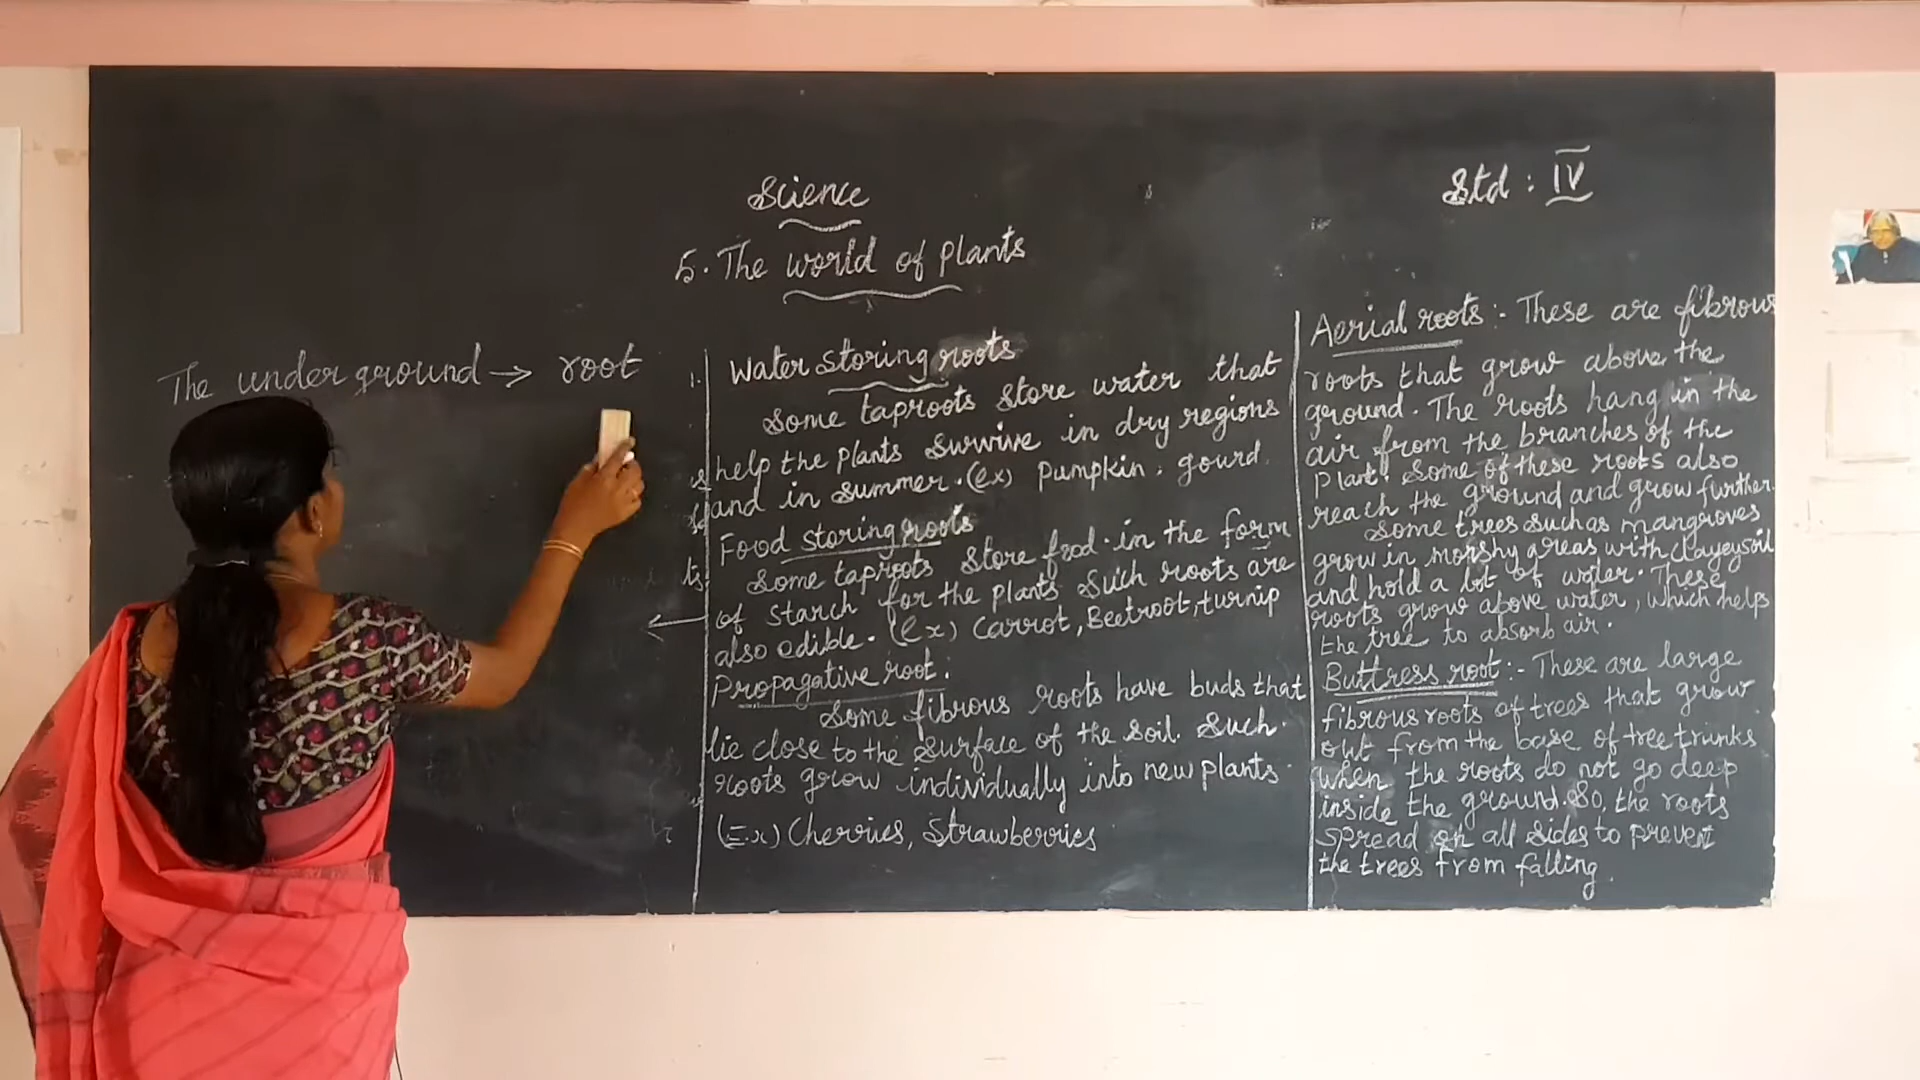 Science
Std : IV
5. The world of plants
The under ground → root
Water storing roots
Some taproots store water that
help the plants survive in dry regions
and in summer. (ex) Pumpkin, gourd.
Food storing roots
Some taproots store food in the form
of starch for the plants such roots are
also edible. (ex) Carrot, Beetroot, turnip
Propagative root:
Some fibrous roots have buds that
lie close to the surface of the soil. Such
roots grow individually into new plants.
(Ex) Cherries, Strawberries
Aerial roots:- These are fibrous
roots that grow above the
ground. The roots hang in the
air from the branches of the
Plant. Some of these roots also
reach the ground and grow further.
Some trees such as mangroves
grow in marshy areas with clayey soil
and hold a lot of water. These
roots grow above water, which helps
the tree to absorb air.
Buttress root:- These are large
fibrous roots of trees that grow
out from the base of tree trunks
when the roots do not go deep
inside the ground. So, the roots
spread on all sides to prevent
the trees from falling.